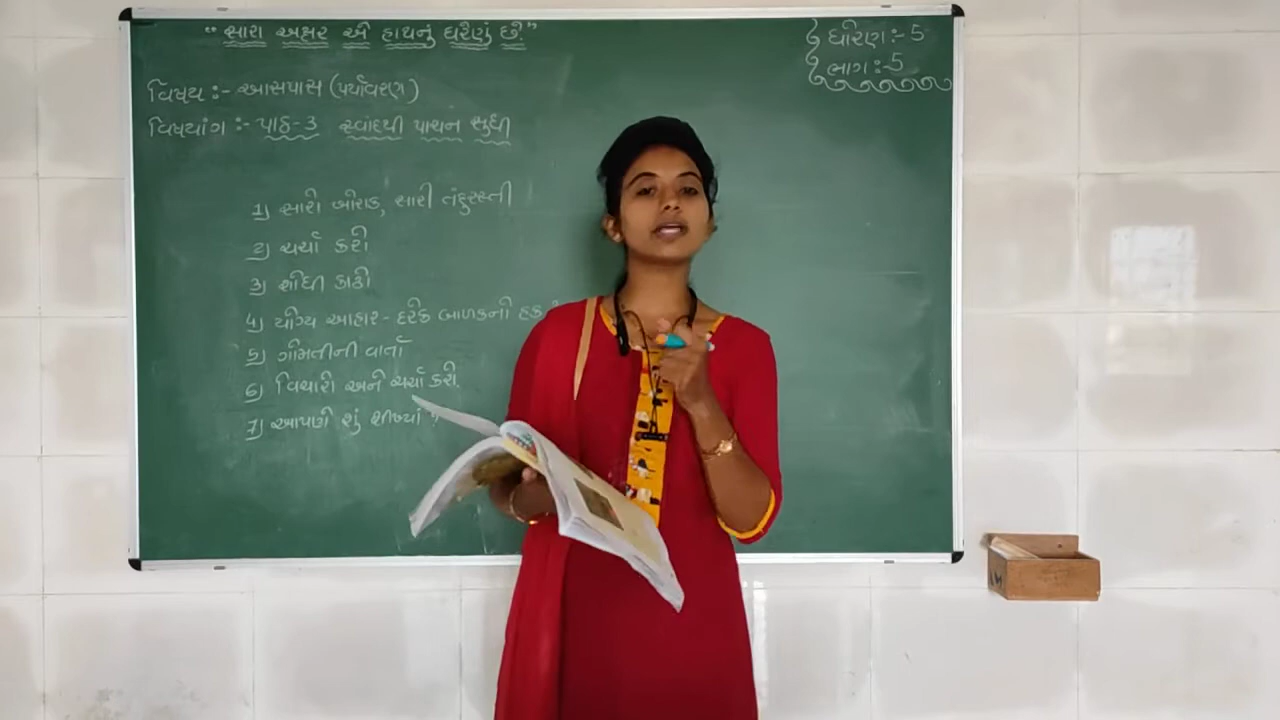 “સારા અક્ષર એ હાથનું ઘરેણું છે.”
ધોરણ :- 5
ભાગ :- 5
વિષય :- આસપાસ (પર્યાવરણ)
વિષયાંગ :- પાઠ-3 સ્વાદથી પાચન સુધી
1) સારો ખોરાક, સારી તંદુરસ્તી
2) ચર્ચા કરો
3) શોધી કાઢો
4) યોગ્ય આહાર - દરેક બાળકનો હક
5) ગોમતીની વાર્તા
6) વિચારો અને ચર્ચા કરો.
7) આપણે શું શીખ્યાં ?